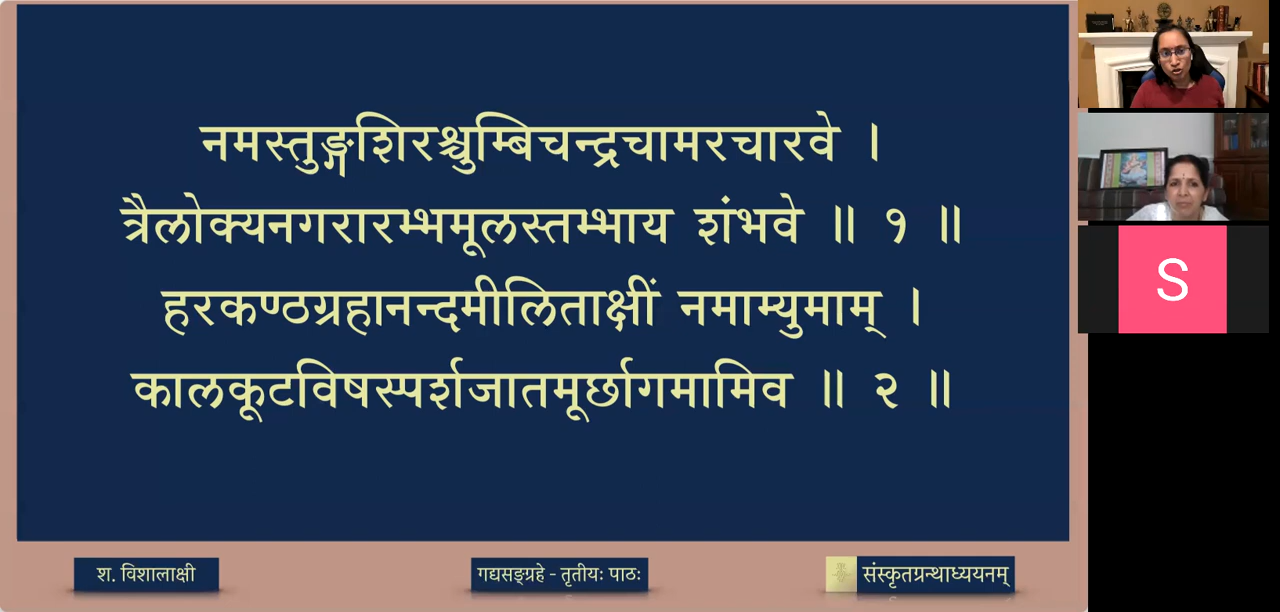 नमस्तुङ्गशिरश्चुम्बिचन्द्रचामरचारवे ।
त्रैलोक्यनगरारम्भमूलस्तम्भाय शंभवे ॥ १ ॥
हरकण्ठग्रहानन्दमीलिताक्षीं नमाम्युमाम् ।
कालकूटविषस्पर्शजातमूर्छागमामिव ॥ २ ॥
श. विशालाक्षी
गद्यसङ्ग्रहे - तृतीयः पाठः
संस्कृतग्रन्थाध्ययनम्
S